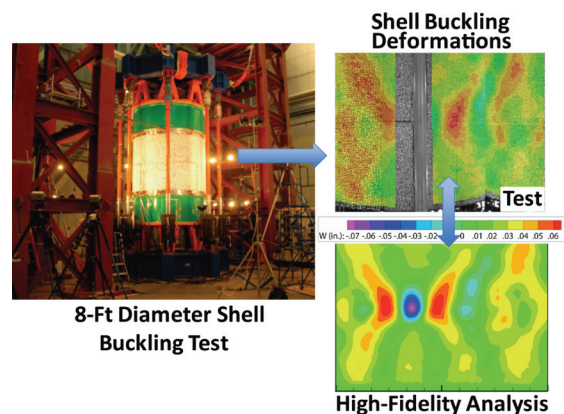 Shell Buckling
Deformations
Test
W (in.): -.07 -.06 -.05 -.04 -.03 -.02 0 .01 .02 .03 .04 .05 .06
8-Ft Diameter Shell
Buckling Test
High-Fidelity Analysis